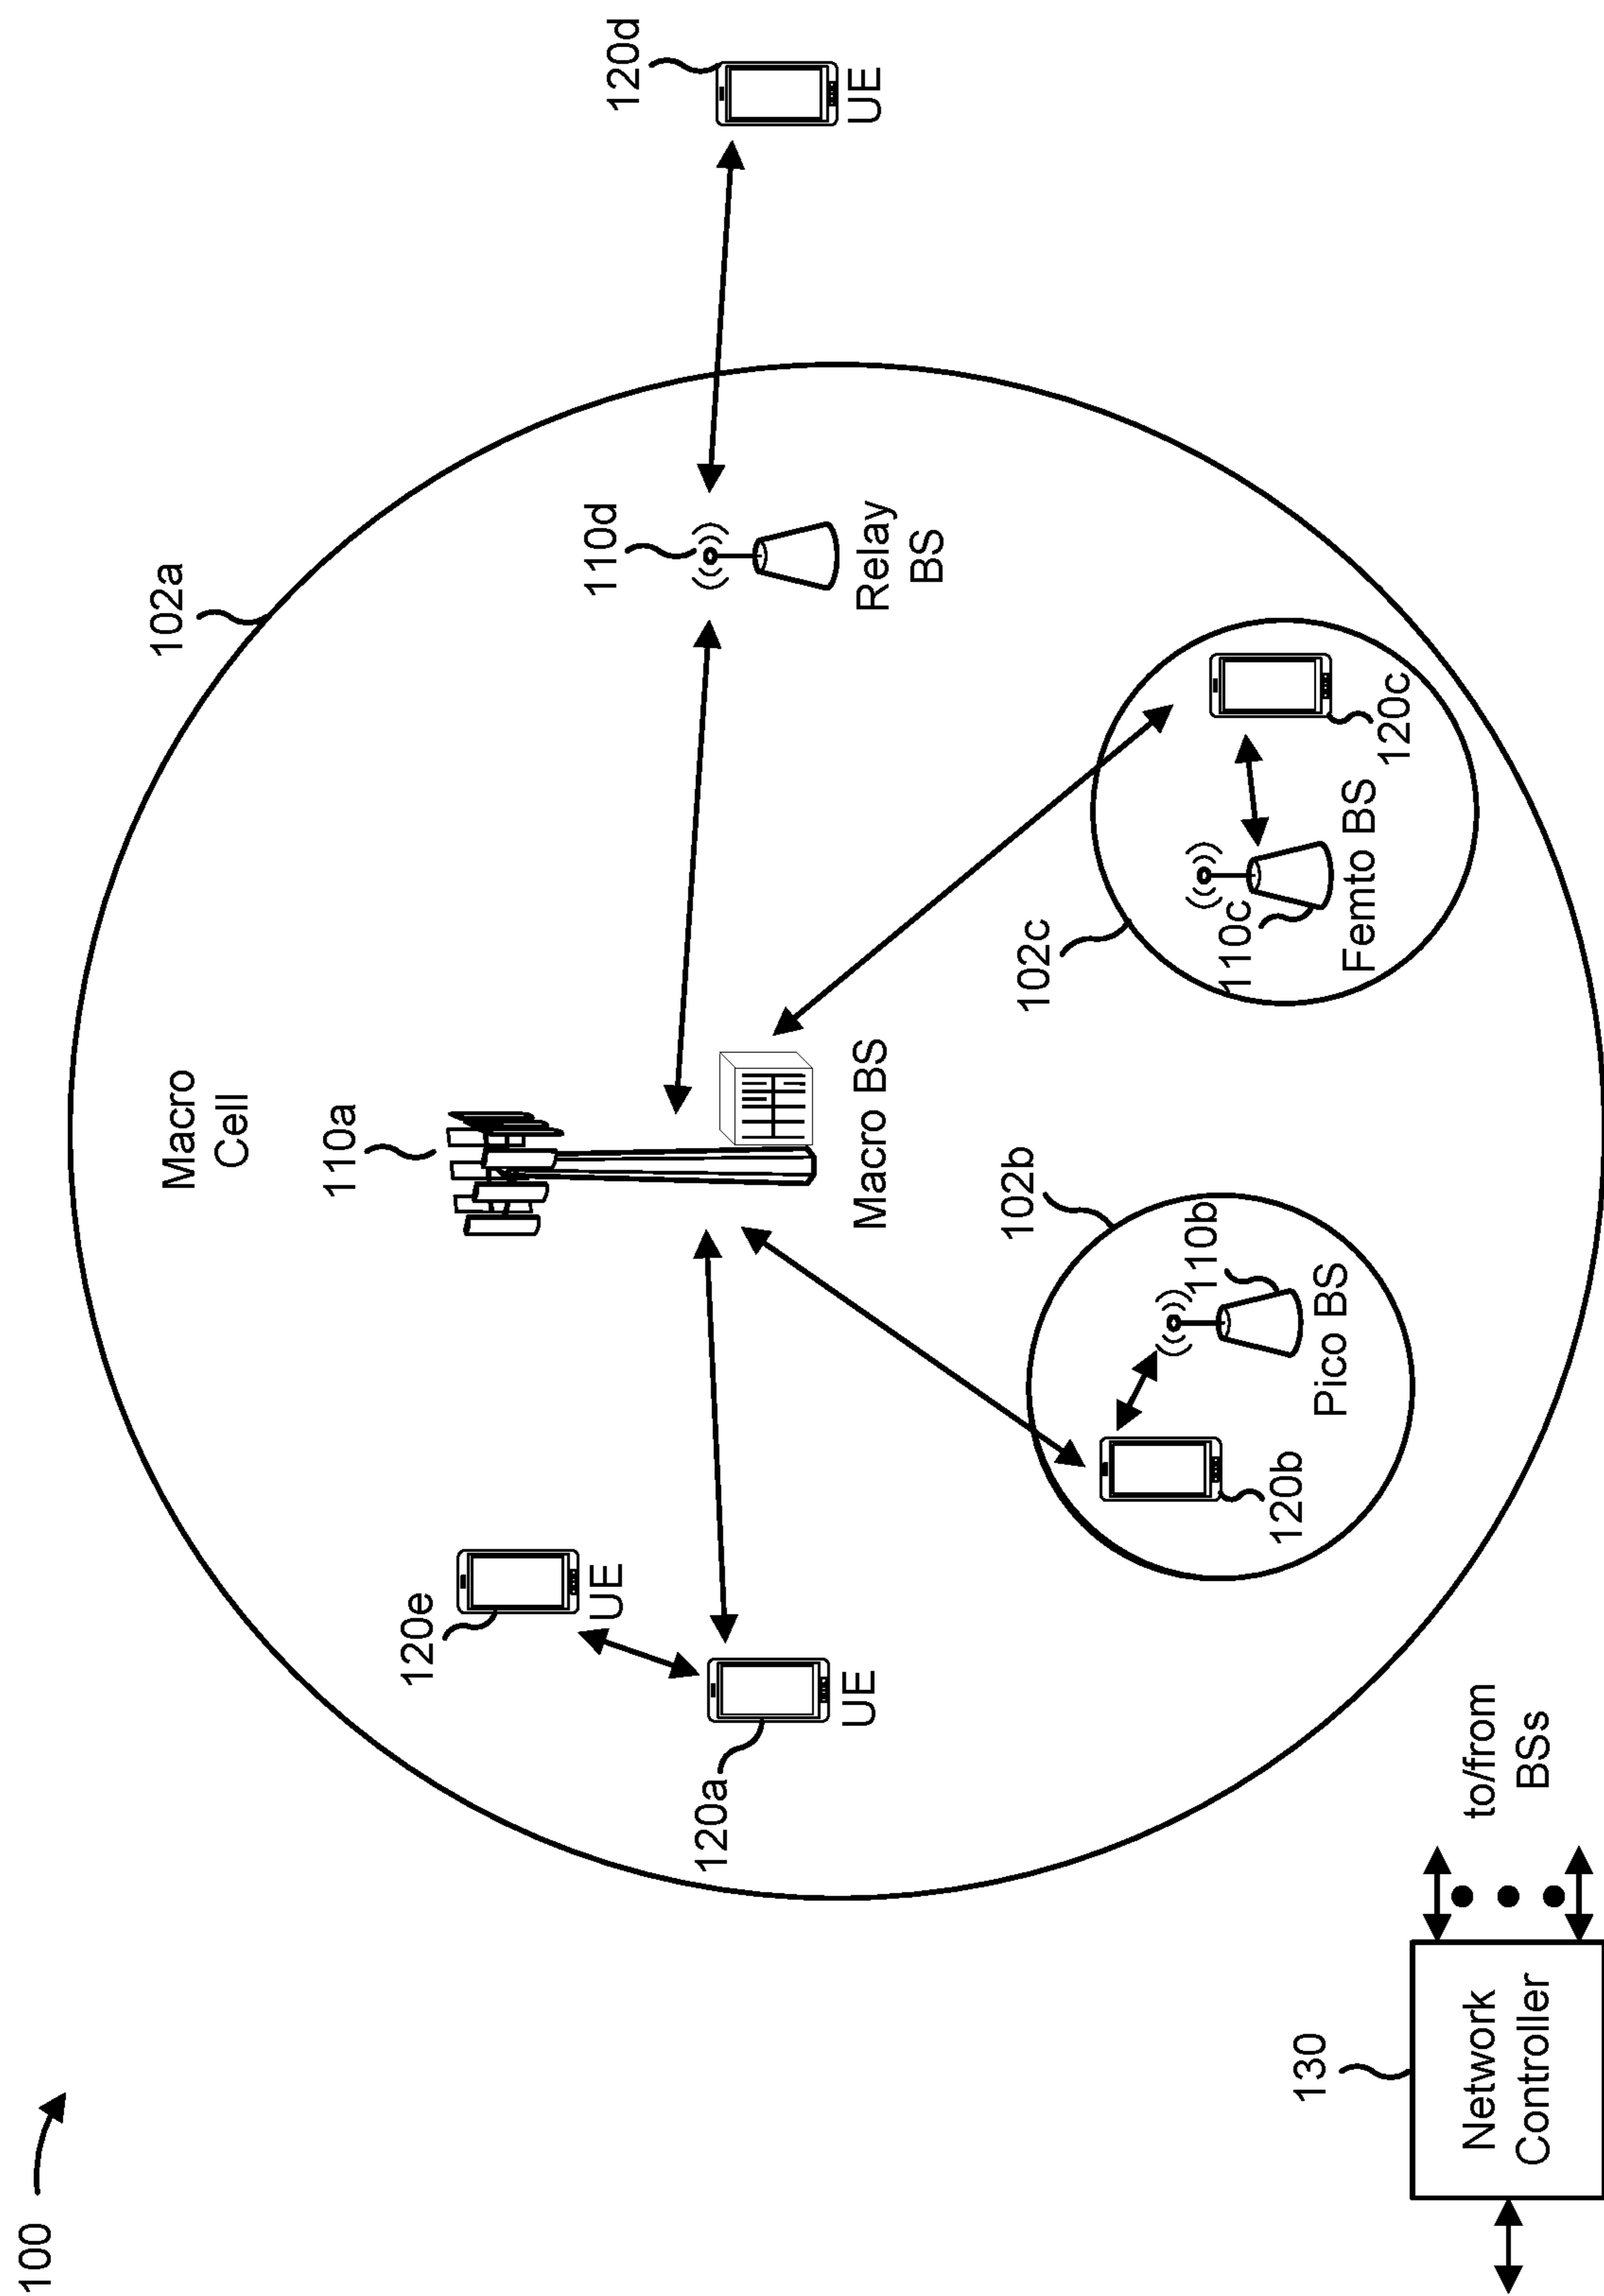 100
102a
Macro
Cell
110a
120d
UE
110d
Relay
BS
120e
UE
120a
UE
Macro BS
102b
110b
Pico BS
120b
102c
110c
Femto BS
120c
130
Network
Controller
to/from
BSs